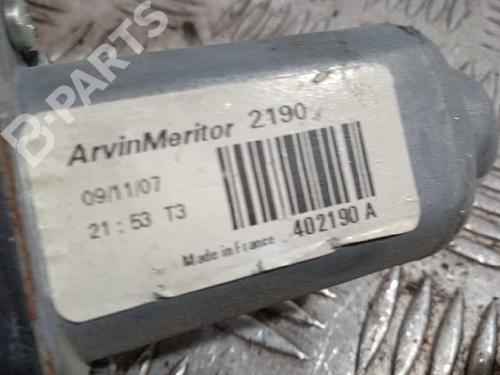 B-PARTS
ArvinMeritor 2190
09/11/07
21 : 53 T3
402190 A
Made in France